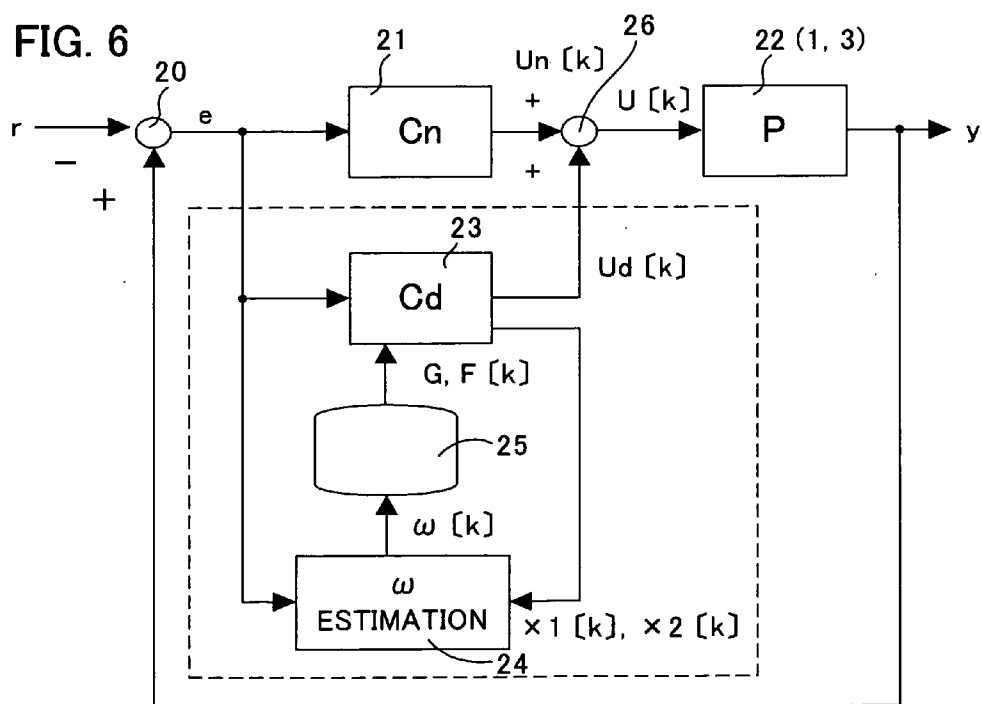 FIG. 6
20
21
26
22 (1, 3)
Un [k]
r
e
+
Cn
U [k]
P
y
−
+
+
23
Cd
Ud [k]
G, F [k]
25
ω [k]
ω
ESTIMATION
×1 [k], ×2 [k]
24